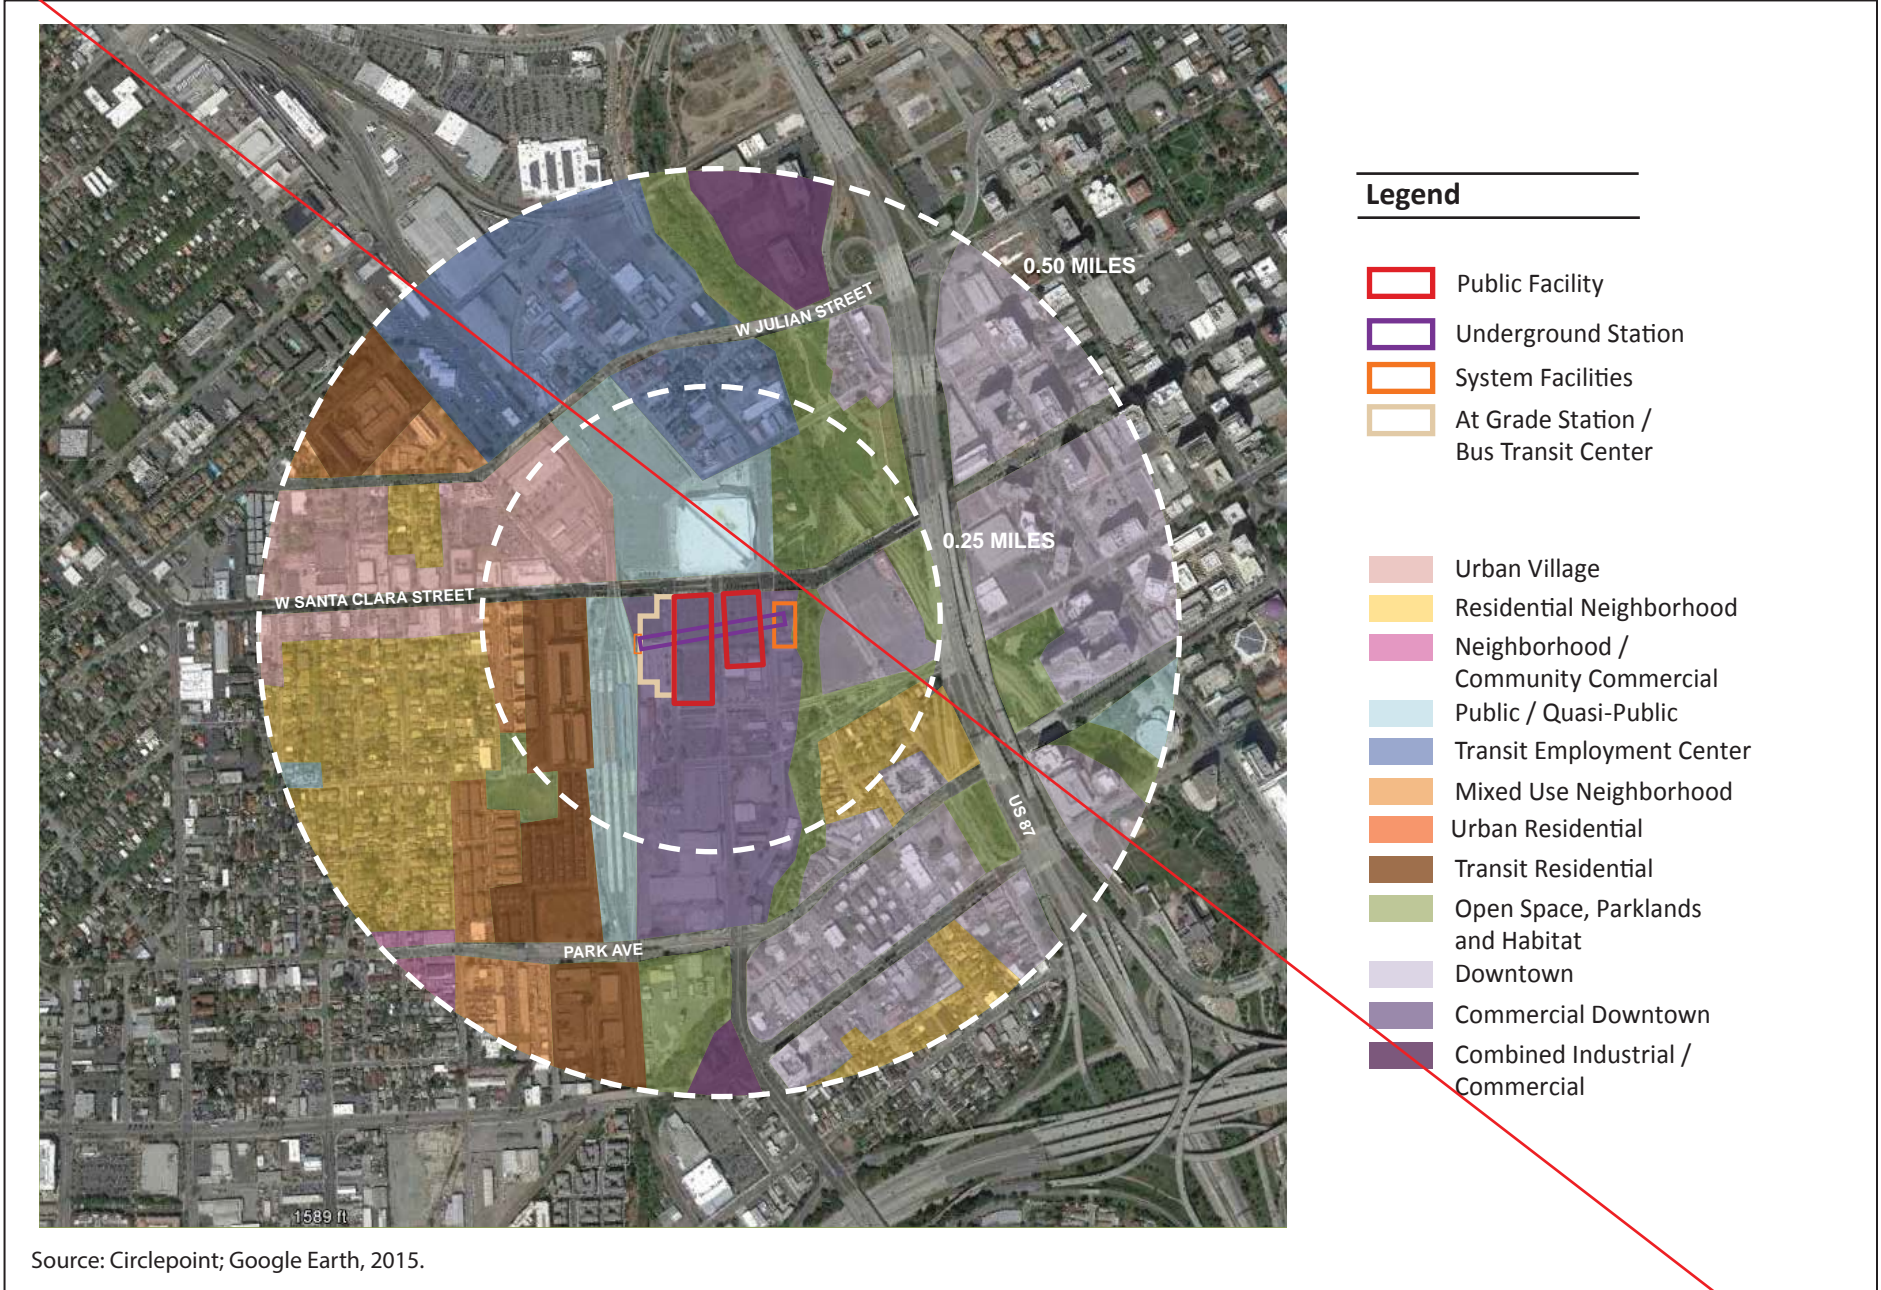 Legend
0.50 MILES
Public Facility
W JULIAN STREET
Underground Station
System Facilities
At Grade Station /
Bus Transit Center
0.25 MILES
Urban Village
W SANTA CLARA STREET
Residential Neighborhood
Neighborhood /
Community Commercial
Public / Quasi-Public
Transit Employment Center
Mixed Use Neighborhood
US 87
Urban Residential
Transit Residential
Open Space, Parklands
and Habitat
PARK AVE
Downtown
Commercial Downtown
Combined Industrial /
Commercial
1589 ft
Source: Circlepoint; Google Earth, 2015.